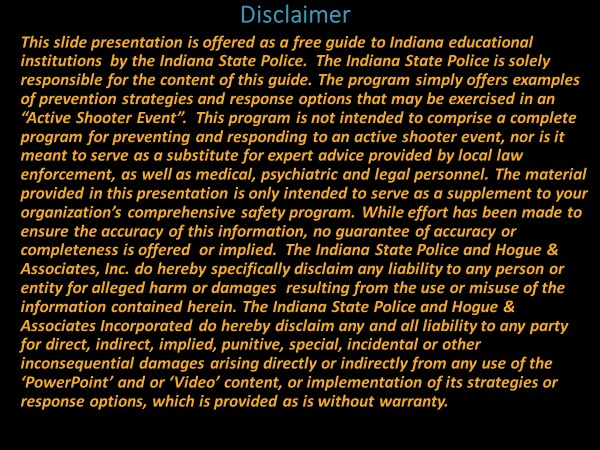 Disclaimer
This slide presentation is offered as a free guide to Indiana educational
institutions by the Indiana State Police. The Indiana State Police is solely
responsible for the content of this guide. The program simply offers examples
of prevention strategies and response options that may be exercised in an
“Active Shooter Event”. This program is not intended to comprise a complete
program for preventing and responding to an active shooter event, nor is it
meant to serve as a substitute for expert advice provided by local law
enforcement, as well as medical, psychiatric and legal personnel. The material
provided in this presentation is only intended to serve as a supplement to your
organization’s comprehensive safety program. While effort has been made to
ensure the accuracy of this information, no guarantee of accuracy or
completeness is offered or implied. The Indiana State Police and Hogue &
Associates, Inc. do hereby specifically disclaim any liability to any person or
entity for alleged harm or damages resulting from the use or misuse of the
information contained herein. The Indiana State Police and Hogue &
Associates Incorporated do hereby disclaim any and all liability to any party
for direct, indirect, implied, punitive, special, incidental or other
inconsequential damages arising directly or indirectly from any use of the
‘PowerPoint’ and or ‘Video’ content, or implementation of its strategies or
response options, which is provided as is without warranty.